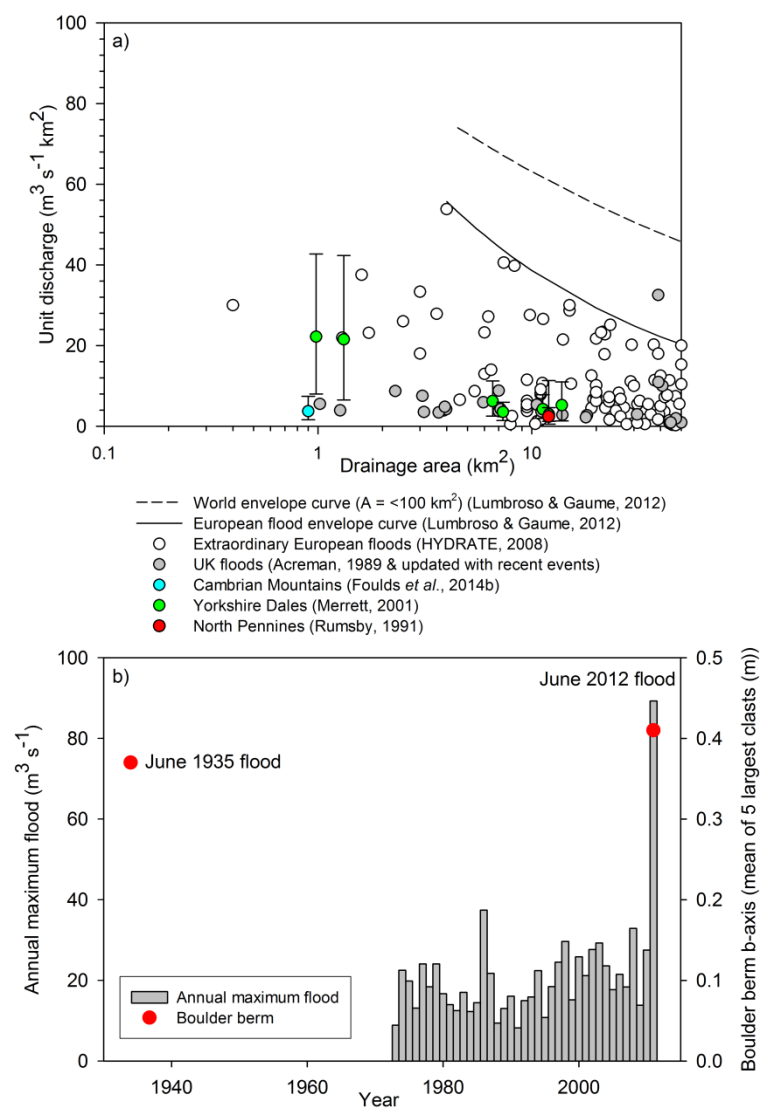 a)
100
80
60
40
20
0
Unit discharge (m³ s⁻¹ km²)
0.1 1 10
Drainage area (km²)
World envelope curve (A = <100 km²) (Lumbroso & Gaume, 2012)
European flood envelope curve (Lumbroso & Gaume, 2012)
Extraordinary European floods (HYDRATE, 2008)
UK floods (Acreman, 1989 & updated with recent events)
Cambrian Mountains (Foulds et al., 2014b)
Yorkshire Dales (Merrett, 2001)
North Pennines (Rumsby, 1991)
b)
100
80
60
40
20
0
Annual maximum flood (m³ s⁻¹)
June 2012 flood
June 1935 flood
Annual maximum flood
Boulder berm
0.5
0.4
0.3
0.2
0.1
0.0
Boulder berm b-axis (mean of 5 largest clasts (m))
1940 1960 1980 2000
Year